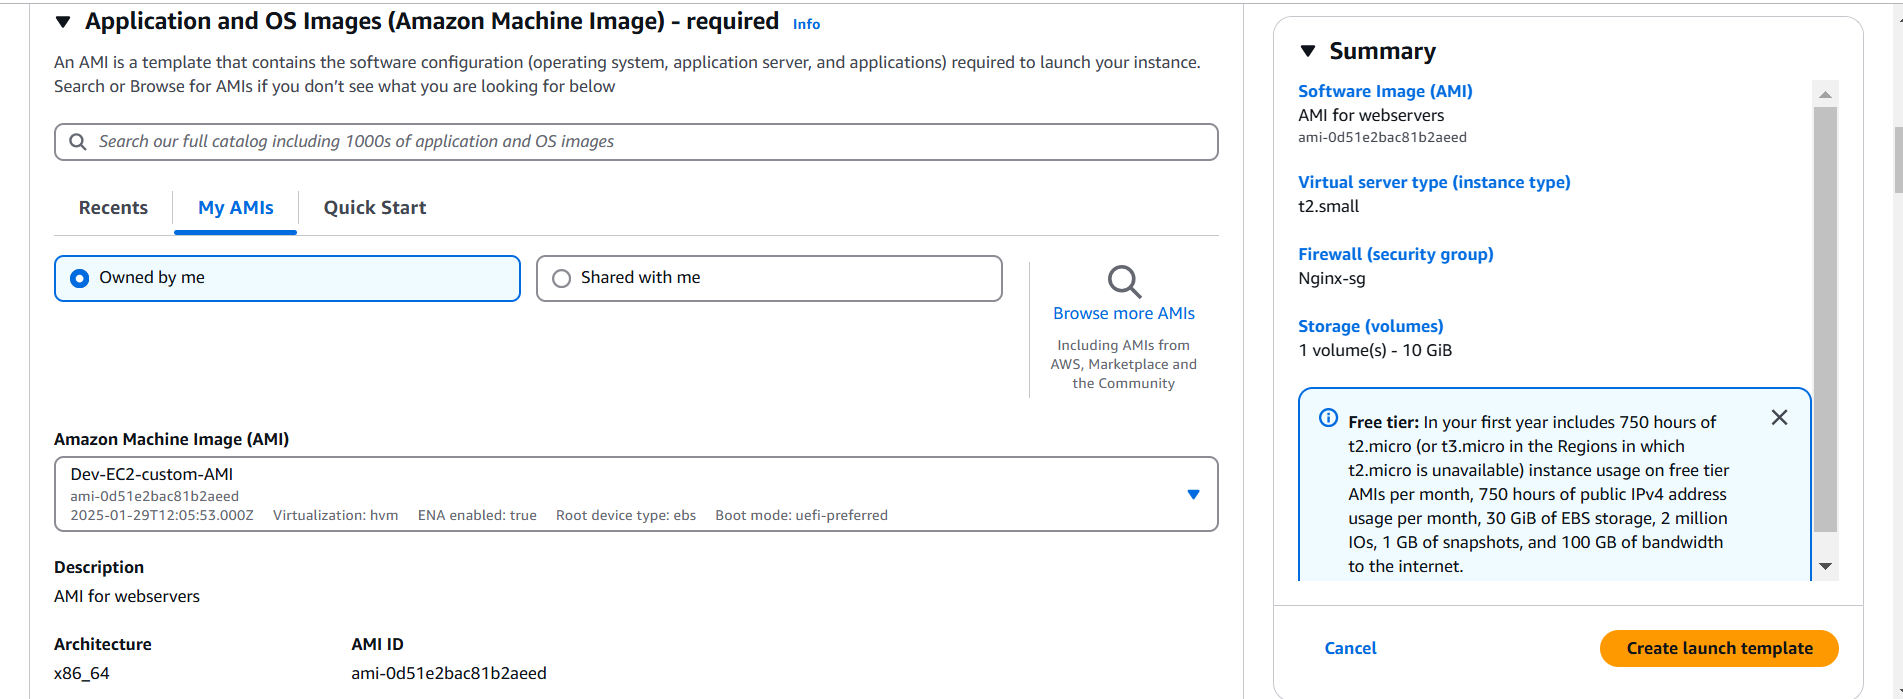 Application and OS Images (Amazon Machine Image) - required Info
An AMI is a template that contains the software configuration (operating system, application server, and applications) required to launch your instance.
Search or Browse for AMIs if you don’t see what you are looking for below
Search our full catalog including 1000s of application and OS images
Recents
My AMIs
Quick Start
Owned by me
Shared with me
Browse more AMIs
Including AMIs from
AWS, Marketplace and
the Community
Amazon Machine Image (AMI)
Dev-EC2-custom-AMI
ami-0d51e2bac81b2aeed
2025-01-29T12:05:53.000Z Virtualization: hvm ENA enabled: true Root device type: ebs Boot mode: uefi-preferred
Description
AMI for webservers
Architecture
x86_64
AMI ID
ami-0d51e2bac81b2aeed
Summary
Software Image (AMI)
AMI for webservers
ami-0d51e2bac81b2aeed
Virtual server type (instance type)
t2.small
Firewall (security group)
Nginx-sg
Storage (volumes)
1 volume(s) - 10 GiB
Free tier: In your first year includes 750 hours of
t2.micro (or t3.micro in the Regions in which
t2.micro is unavailable) instance usage on free tier
AMIs per month, 750 hours of public IPv4 address
usage per month, 30 GiB of EBS storage, 2 million
IOs, 1 GB of snapshots, and 100 GB of bandwidth
to the internet.
Cancel
Create launch template